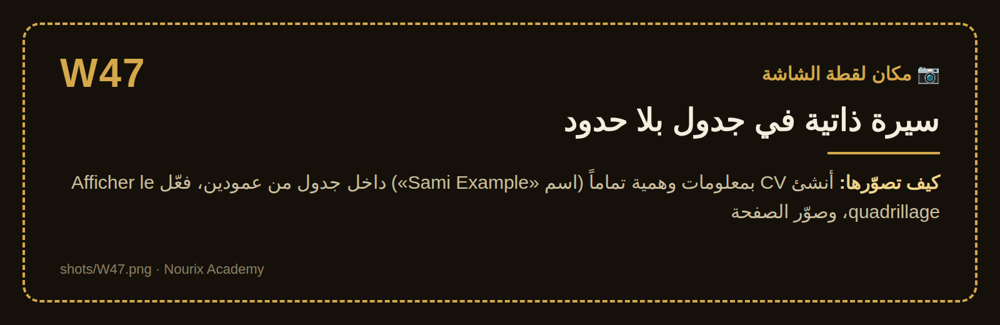 W47
📷 مكان لقطة الشاشة
سيرة ذاتية في جدول بلا حدود
كيف تصوّرها: أنشئ CV بمعلومات وهمية تماماً (اسم «Sami Example») داخل جدول من عمودين، فعّل Afficher le
quadrillage، وصوّر الصفحة
shots/W47.png · Nourix Academy